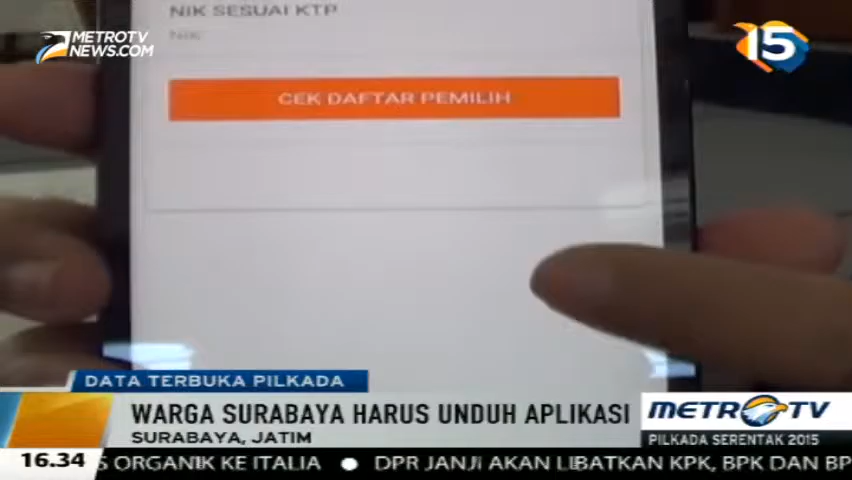 METROTV
NEWS.COM
15
NIK SESUAI KTP
NIK
CEK DAFTAR PEMILIH
DATA TERBUKA PILKADA
WARGA SURABAYA HARUS UNDUH APLIKASI
SURABAYA, JATIM
METRO TV
PILKADA SERENTAK 2015
16.34
S ORGANIK KE ITALIA ● DPR JANJI AKAN LIBATKAN KPK, BPK DAN BP